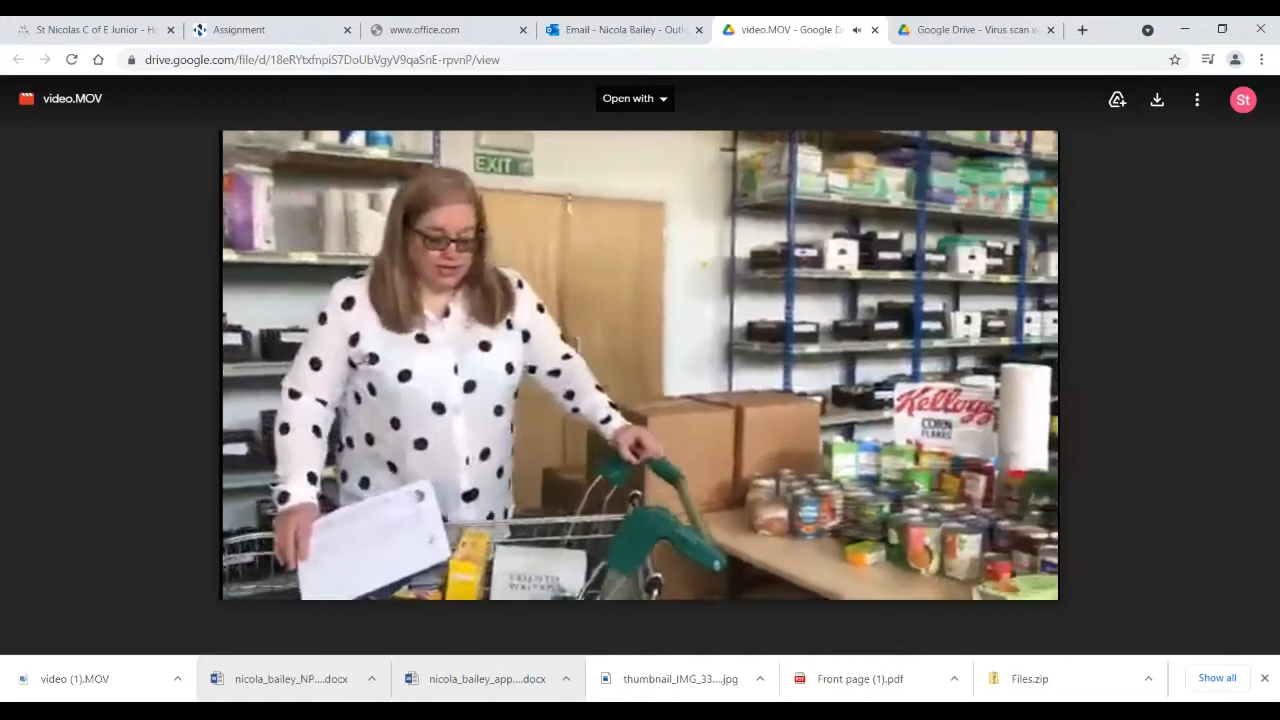 St Nicolas C of E Junior - Ho
Assignment
www.office.com
Email - Nicola Bailey - Outl
video.MOV - Google D
Google Drive - Virus scan w
drive.google.com/file/d/18eRYtxfnpiS7DoUbVgyV9qaSnE-rpvnP/view
video.MOV
Open with
St
EXIT
Kellogg
CORN
FLAKES
video (1).MOV
nicola_bailey_NP....docx
nicola_bailey_app....docx
thumbnail_IMG_33....jpg
Front page (1).pdf
Files.zip
Show all